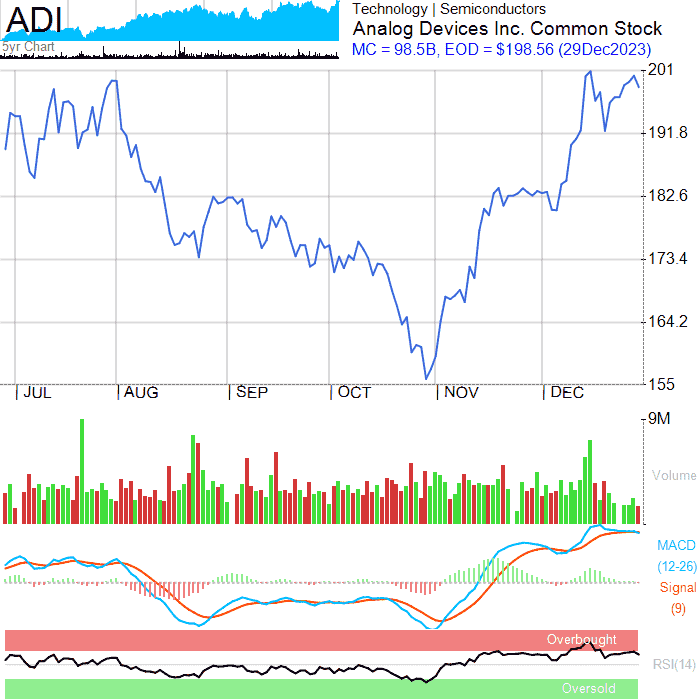 ADI
5yr Chart
Technology | Semiconductors
Analog Devices Inc. Common Stock
MC = 98.5B, EOD = $198.56 (29Dec2023)
201
191.8
182.6
173.4
164.2
155
JUL AUG SEP OCT NOV DEC
9M
Volume
MACD
(12-26)
Signal
(9)
Overbought
RSI(14)
Oversold